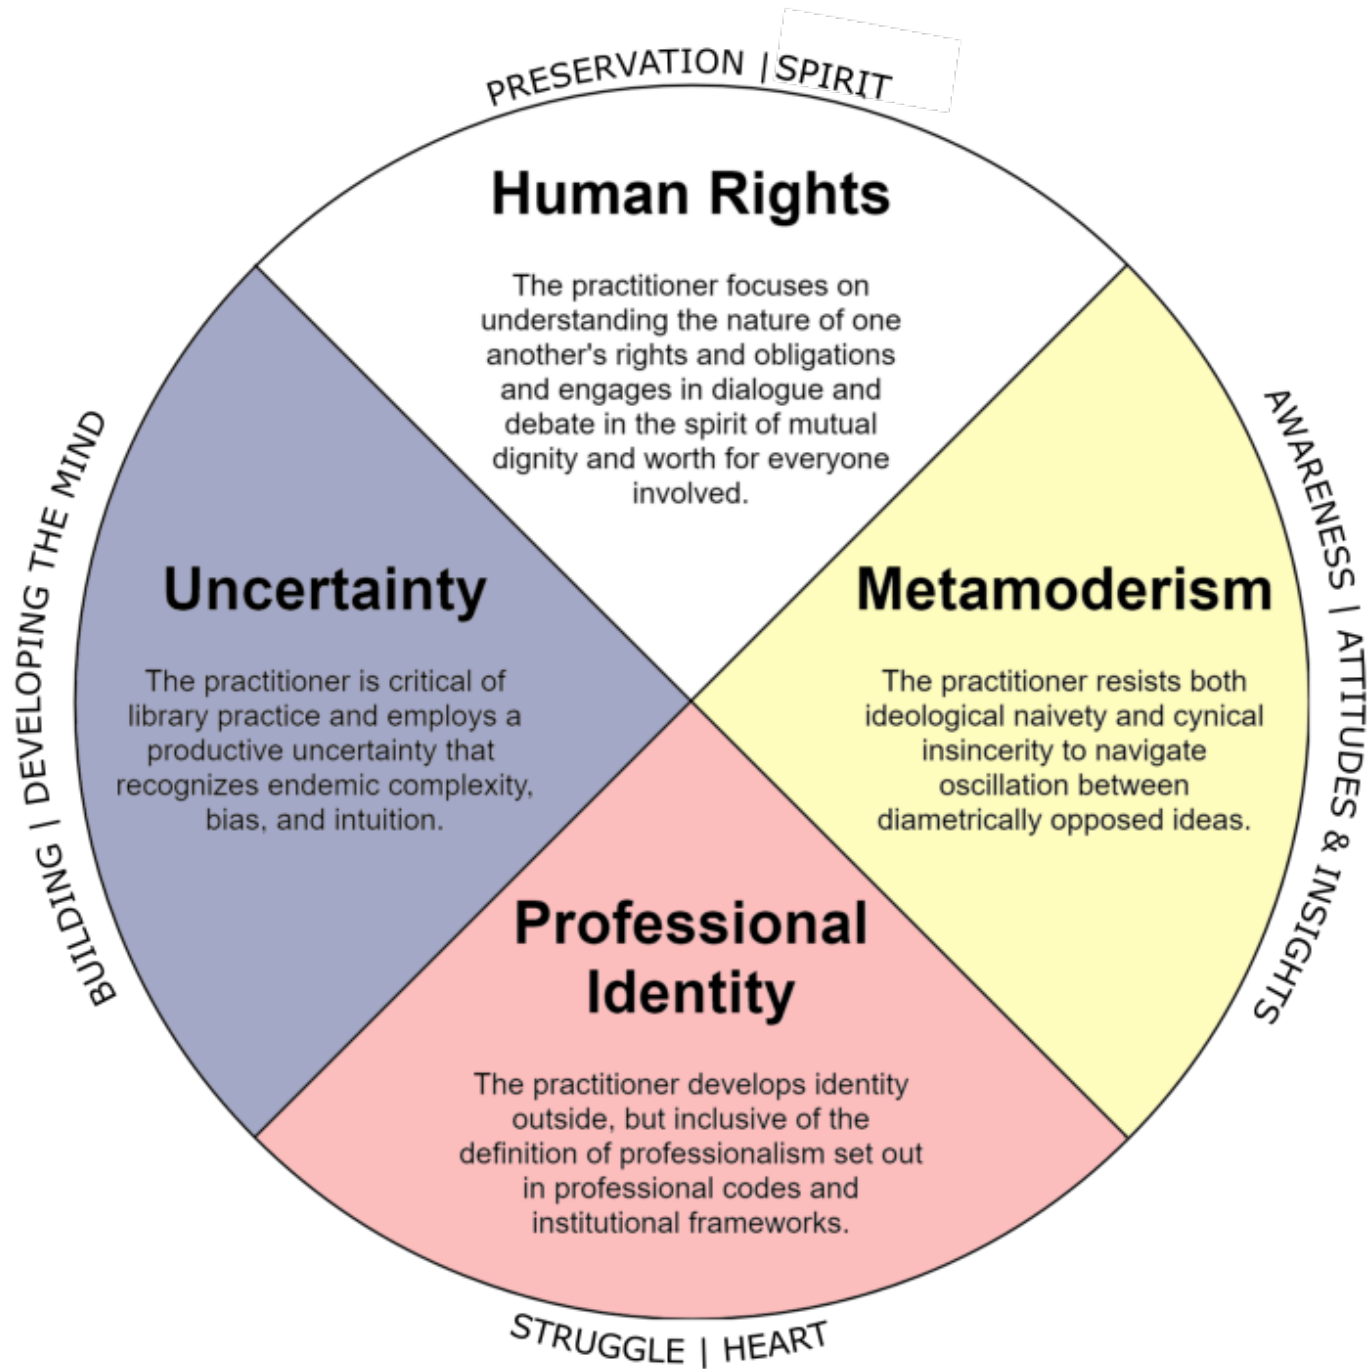 PRESERVATION | SPIRIT
Human Rights
The practitioner focuses on
understanding the nature of one
another's rights and obligations
and engages in dialogue and
debate in the spirit of mutual
dignity and worth for everyone
involved.
BUILDING | DEVELOPING THE MIND
Uncertainty
The practitioner is critical of
library practice and employs a
productive uncertainty that
recognizes endemic complexity,
bias, and intuition.
Metamoderism
The practitioner resists both
ideological naivety and cynical
insincerity to navigate
oscillation between
diametrically opposed ideas.
AWARENESS | ATTITUDES & INSIGHTS
Professional
Identity
The practitioner develops identity
outside, but inclusive of the
definition of professionalism set out
in professional codes and
institutional frameworks.
STRUGGLE | HEART